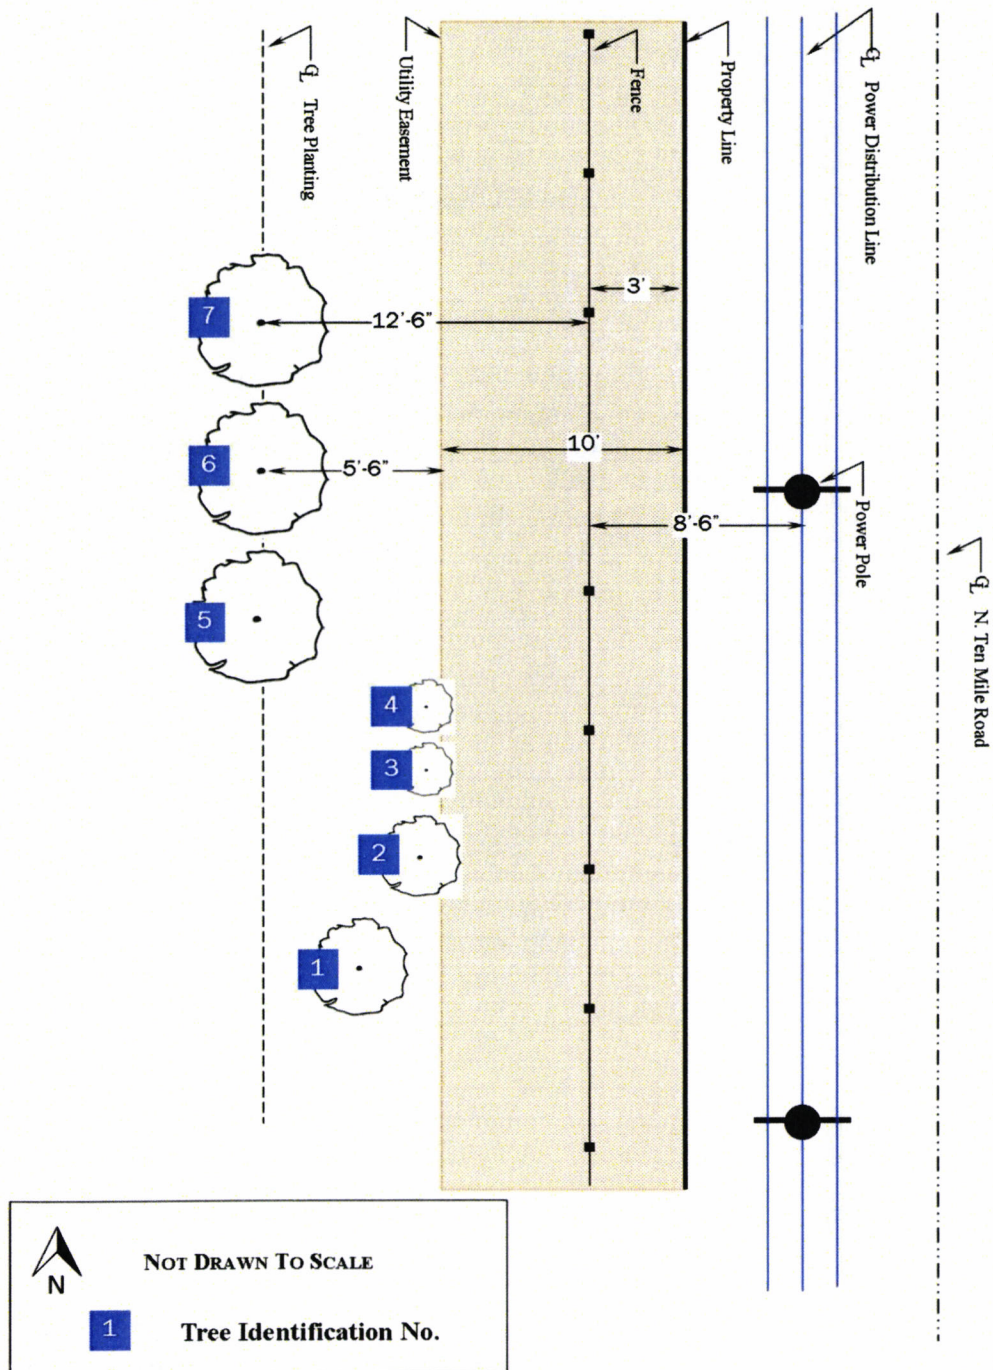 ℄ Tree Planting
Utility Easement
Fence
Property Line
℄ Power Distribution Line
3'
7
12'-6"
10'
6
5'-6"
8'-6"
Power Pole
5
℄ N. Ten Mile Road
4
3
2
1
N
NOT DRAWN TO SCALE
1
Tree Identification No.